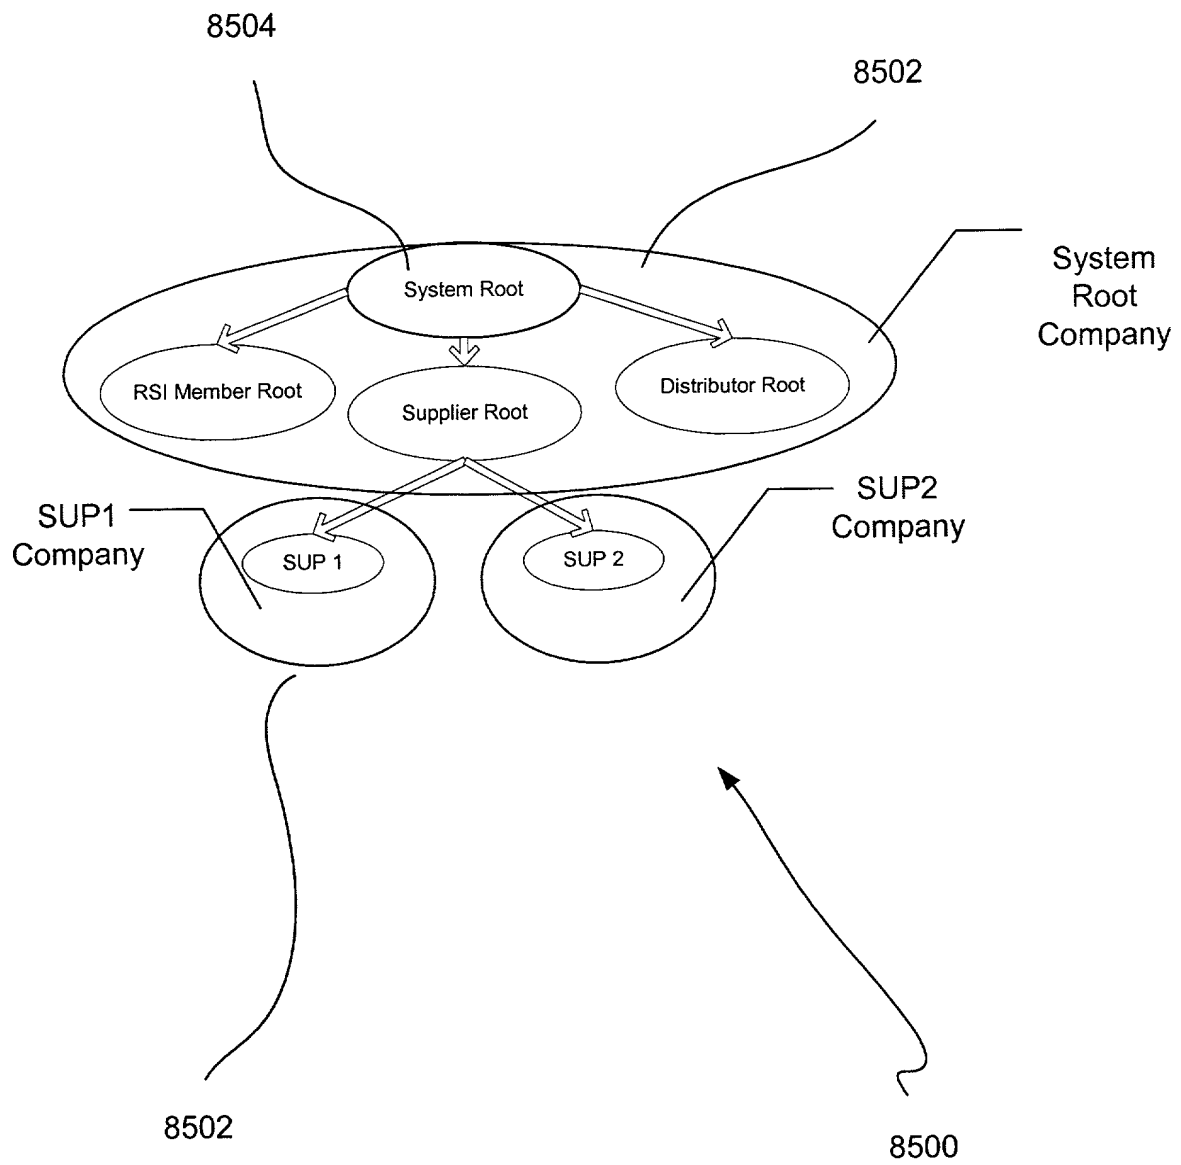 8504
8502
System
Root
Company
System Root
RSI Member Root
Supplier Root
Distributor Root
SUP1
Company
SUP2
Company
SUP 1
SUP 2
8502
8500